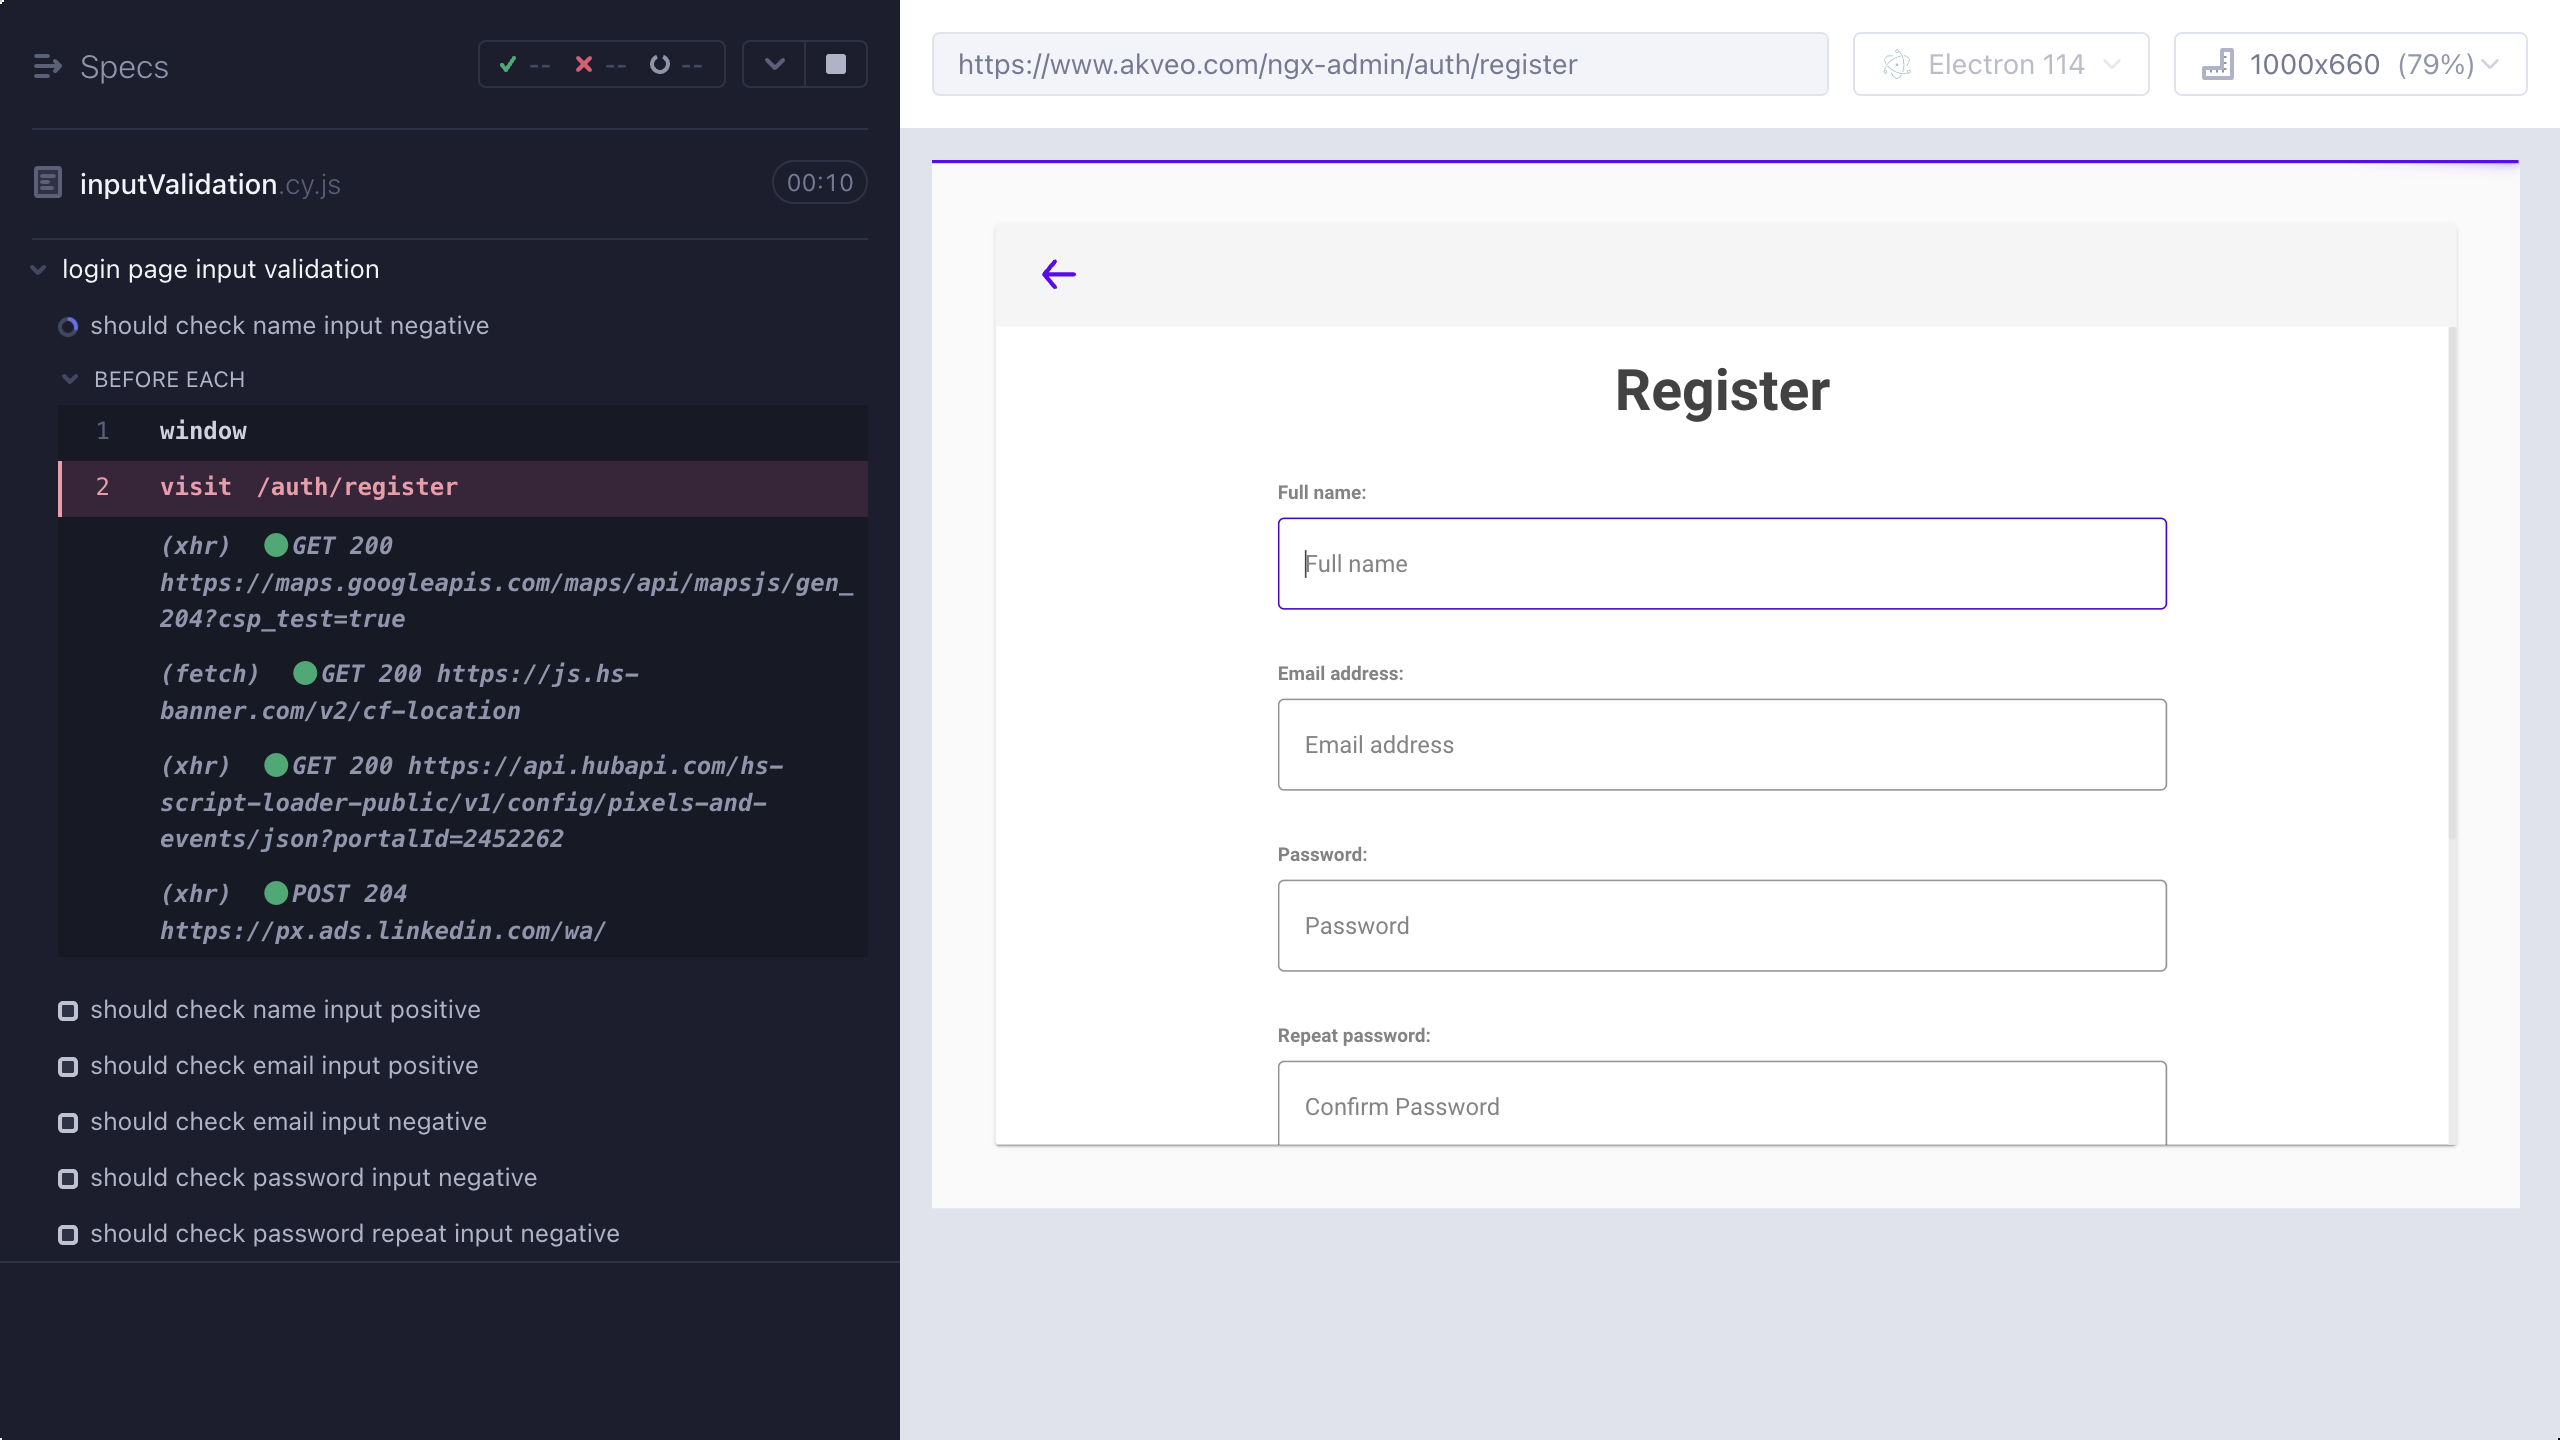 Specs
--
--
--
inputValidation.cy.js
00:10
login page input validation
should check name input negative
BEFORE EACH
1 window
2 visit /auth/register
(xhr) GET 200
https://maps.googleapis.com/maps/api/mapsjs/gen_
204?csp_test=true
(fetch) GET 200 https://js.hs-
banner.com/v2/cf-location
(xhr) GET 200 https://api.hubapi.com/hs-
script-loader-public/v1/config/pixels-and-
events/json?portalId=2452262
(xhr) POST 204
https://px.ads.linkedin.com/wa/
should check name input positive
should check email input positive
should check email input negative
should check password input negative
should check password repeat input negative
https://www.akveo.com/ngx-admin/auth/register
Electron 114
1000x660 (79%)
Register
Full name:
Full name
Email address:
Email address
Password:
Password
Repeat password:
Confirm Password